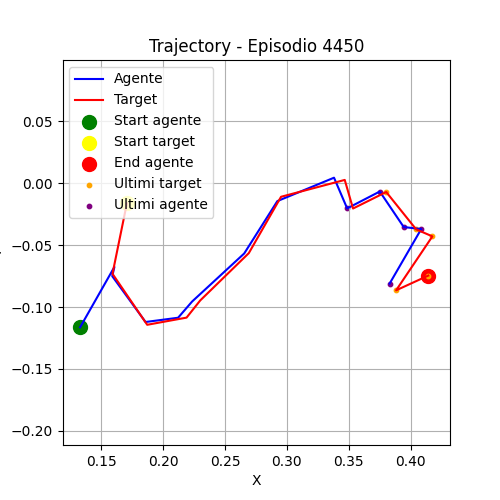 Trajectory - Episodio 4450
Agente
Target
Start agente
Start target
End agente
Ultimi target
Ultimi agente
0.05
0.00
−0.05
−0.10
−0.15
−0.20
0.15 0.20 0.25 0.30 0.35 0.40
X